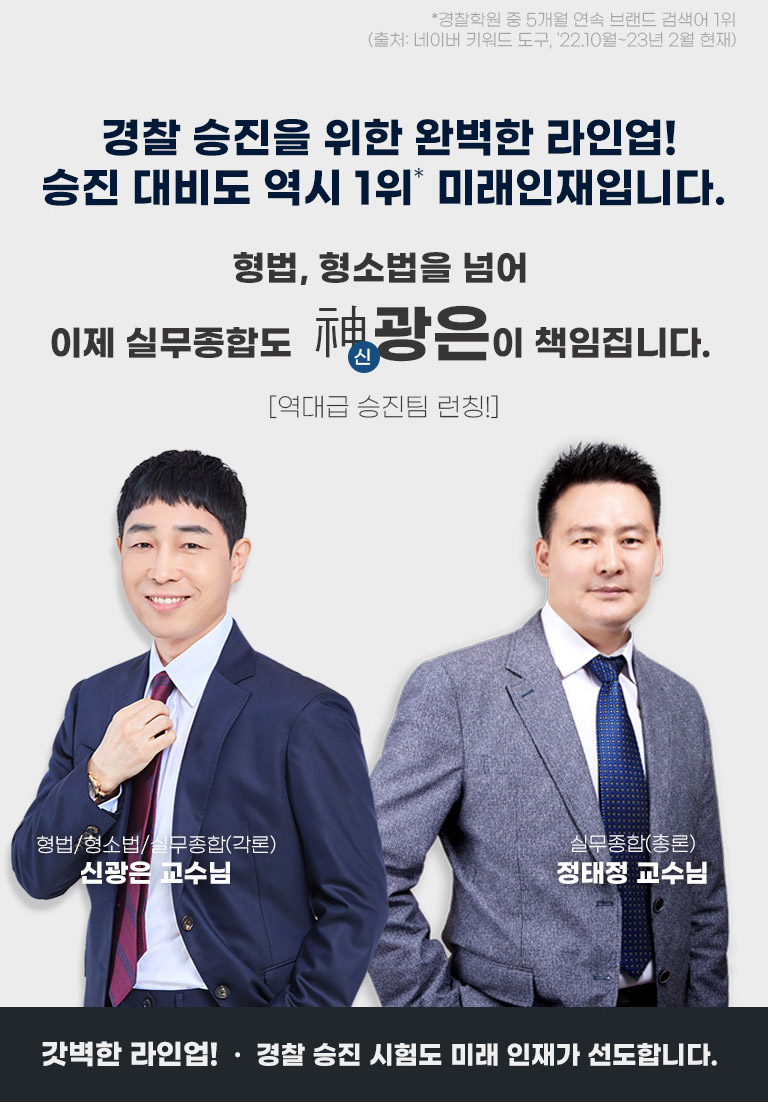 *경찰학원 중 5개월 연속 브랜드 검색어 1위
(출처: 네이버 키워드 도구, '22.10월~23년 2월 현재)
경찰 승진을 위한 완벽한 라인업!
승진 대비도 역시 1위* 미래인재입니다.
형법, 형소법을 넘어
이제 실무종합도 神신광은이 책임집니다.
[역대급 승진팀 런칭!]
형법/형소법/실무종합(각론)
신광은 교수님
실무종합(총론)
정태정 교수님
갓벽한 라인업! · 경찰 승진 시험도 미래 인재가 선도합니다.